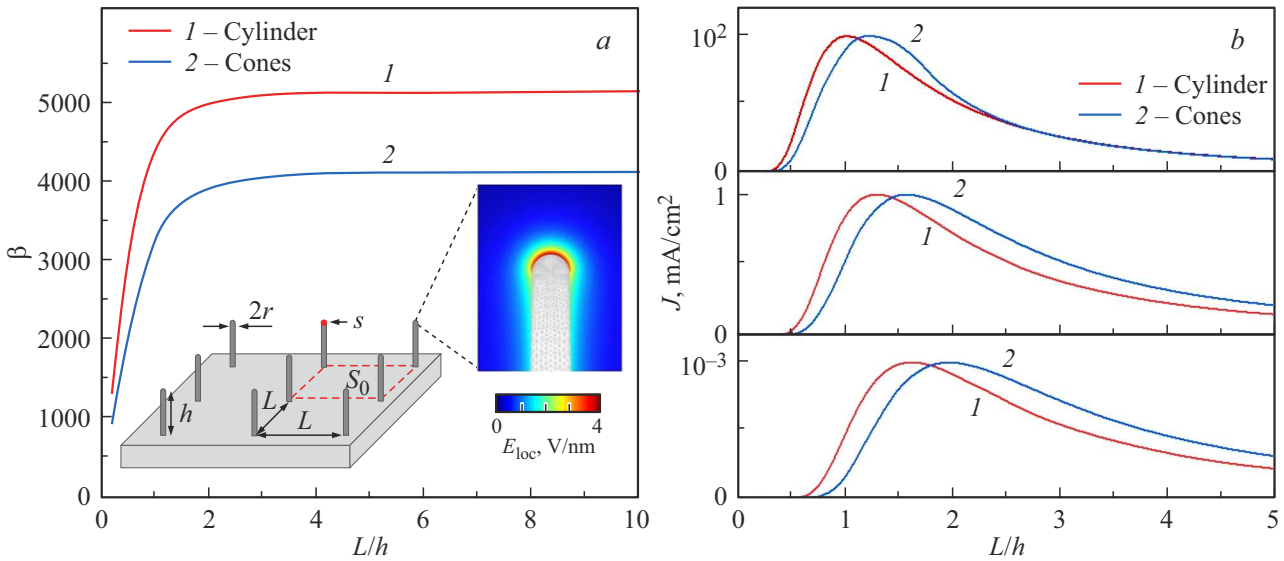 1 – Cylinder
2 – Cones
a
1
2
5000
4000
3000
2000
1000
0
β
2r
s
S0
h
L
L
0
4
Eloc, V/nm
0
2
4
6
8
10
L/h
b
10²
1
2
1 – Cylinder
2 – Cones
0
1
2
1
0
10⁻³
2
1
0
J, mA/cm²
0
1
2
3
4
5
L/h